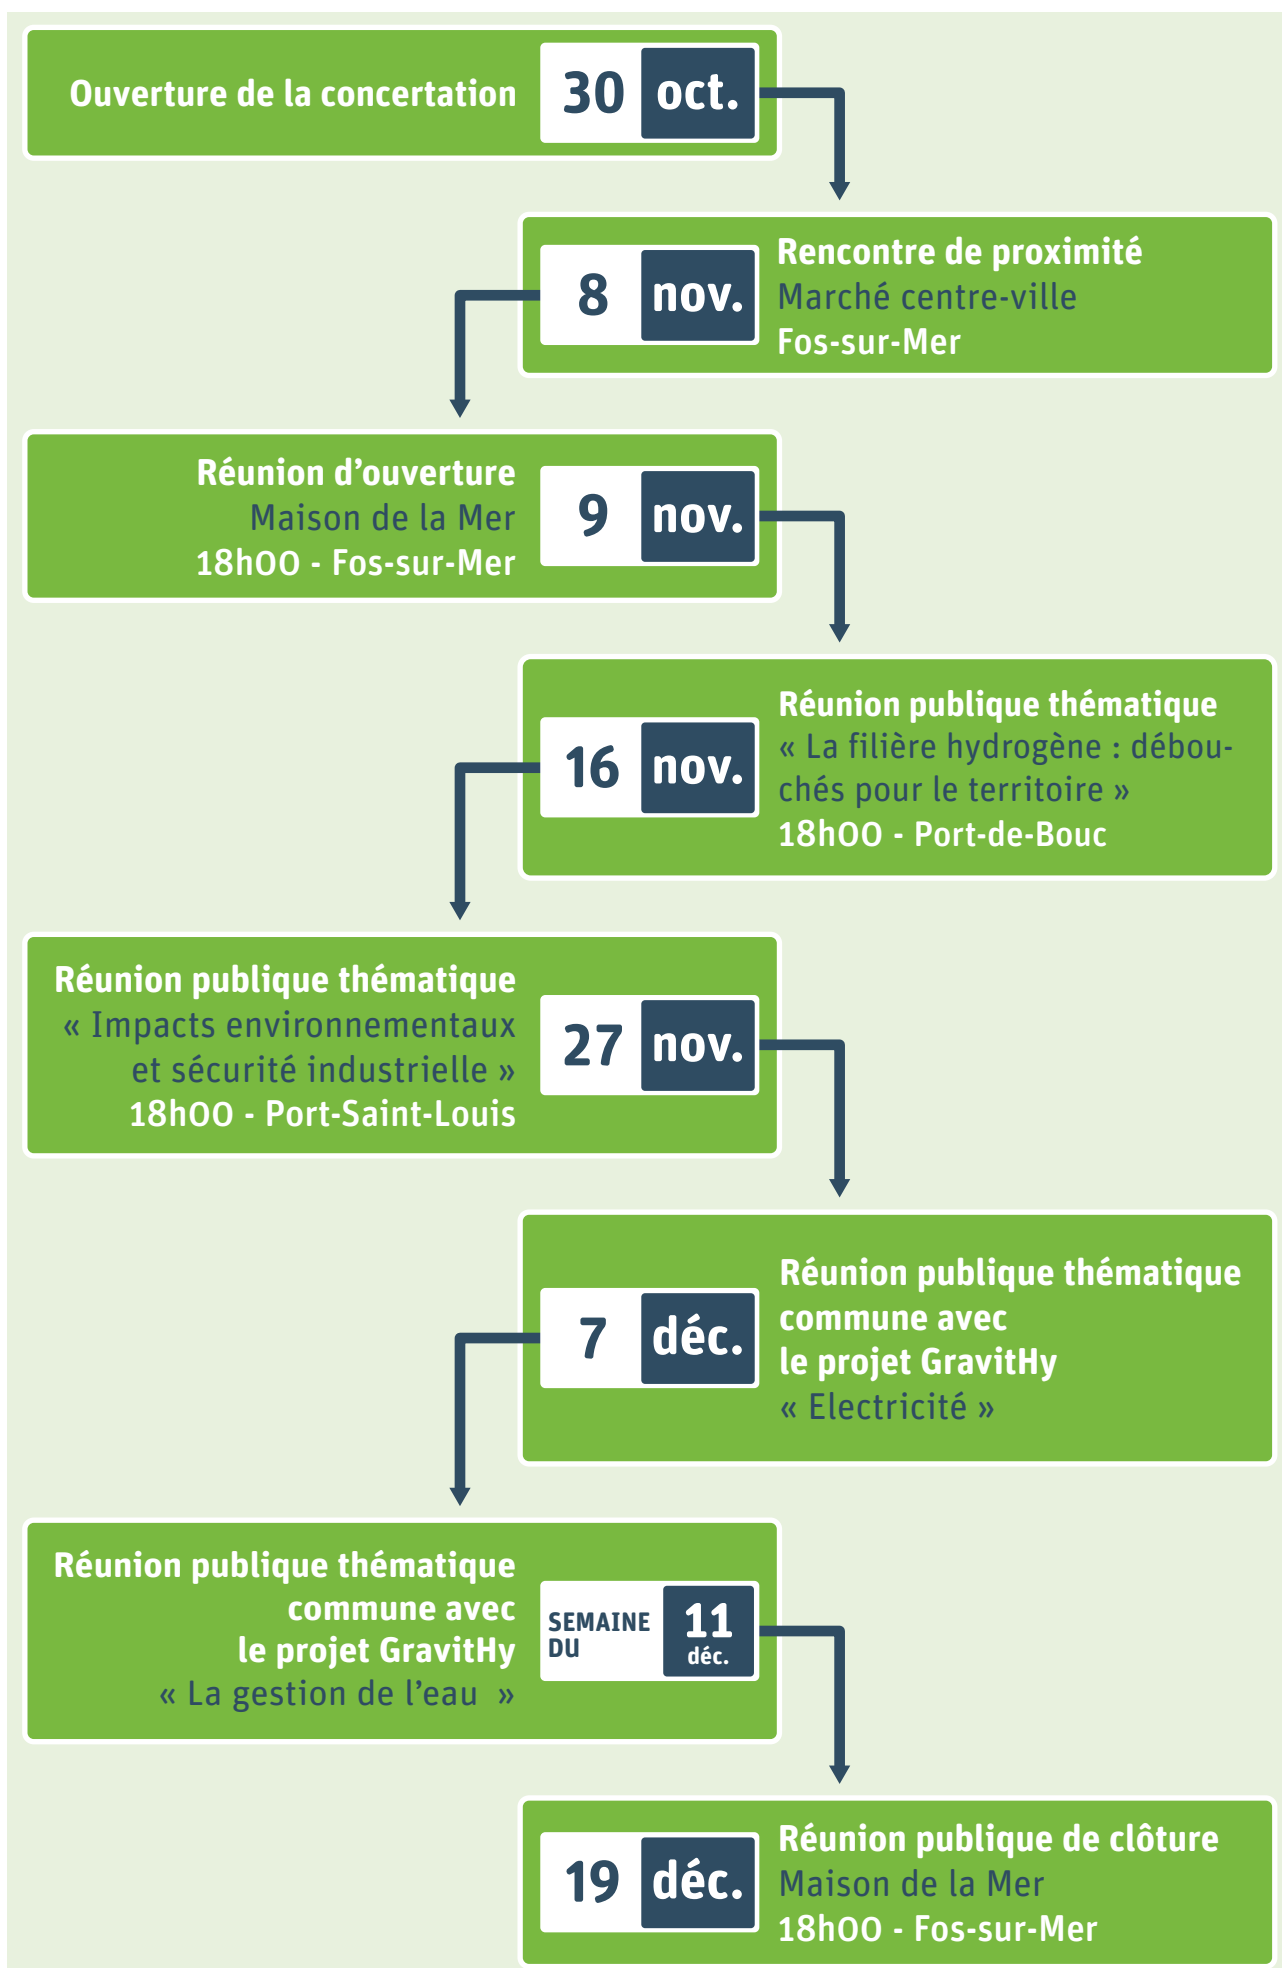 Ouverture de la concertation
30 oct.
8 nov.
Rencontre de proximité
Marché centre-ville
Fos-sur-Mer
Réunion d’ouverture
Maison de la Mer
18h00 - Fos-sur-Mer
9 nov.
16 nov.
Réunion publique thématique
« La filière hydrogène : débou-
chés pour le territoire »
18h00 - Port-de-Bouc
Réunion publique thématique
« Impacts environnementaux
et sécurité industrielle »
18h00 - Port-Saint-Louis
27 nov.
7 déc.
Réunion publique thématique
commune avec
le projet GravitHy
« Electricité »
Réunion publique thématique
commune avec
le projet GravitHy
« La gestion de l’eau »
SEMAINE
DU
11
déc.
19 déc.
Réunion publique de clôture
Maison de la Mer
18h00 - Fos-sur-Mer